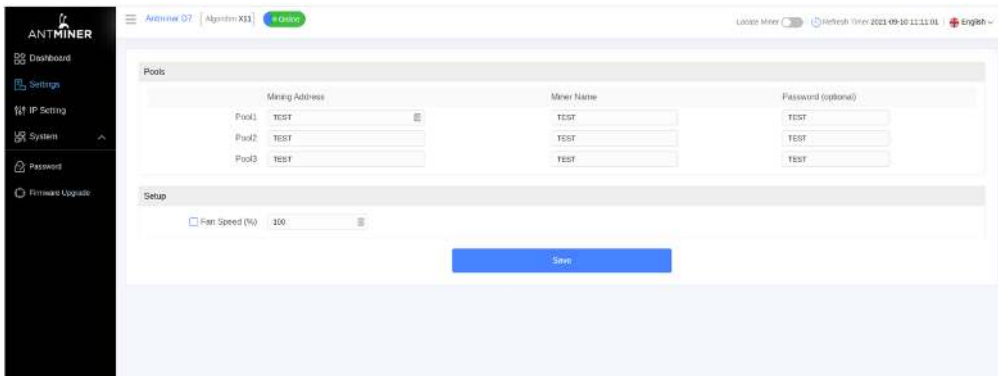 ANTMINER
Dashboard
Settings
IP Setting
System
Password
Firmware Upgrade
Antminer D7 [ Algorithm X11 ] Online
Locate Miner Refresh Timer 2021-09-10 11:11:01 English
Pools
Mining Address Miner Name Password (optional)
Pool1 TEST TEST TEST
Pool2 TEST TEST TEST
Pool3 TEST TEST TEST
Setup
Fan Speed (%) 100
Save